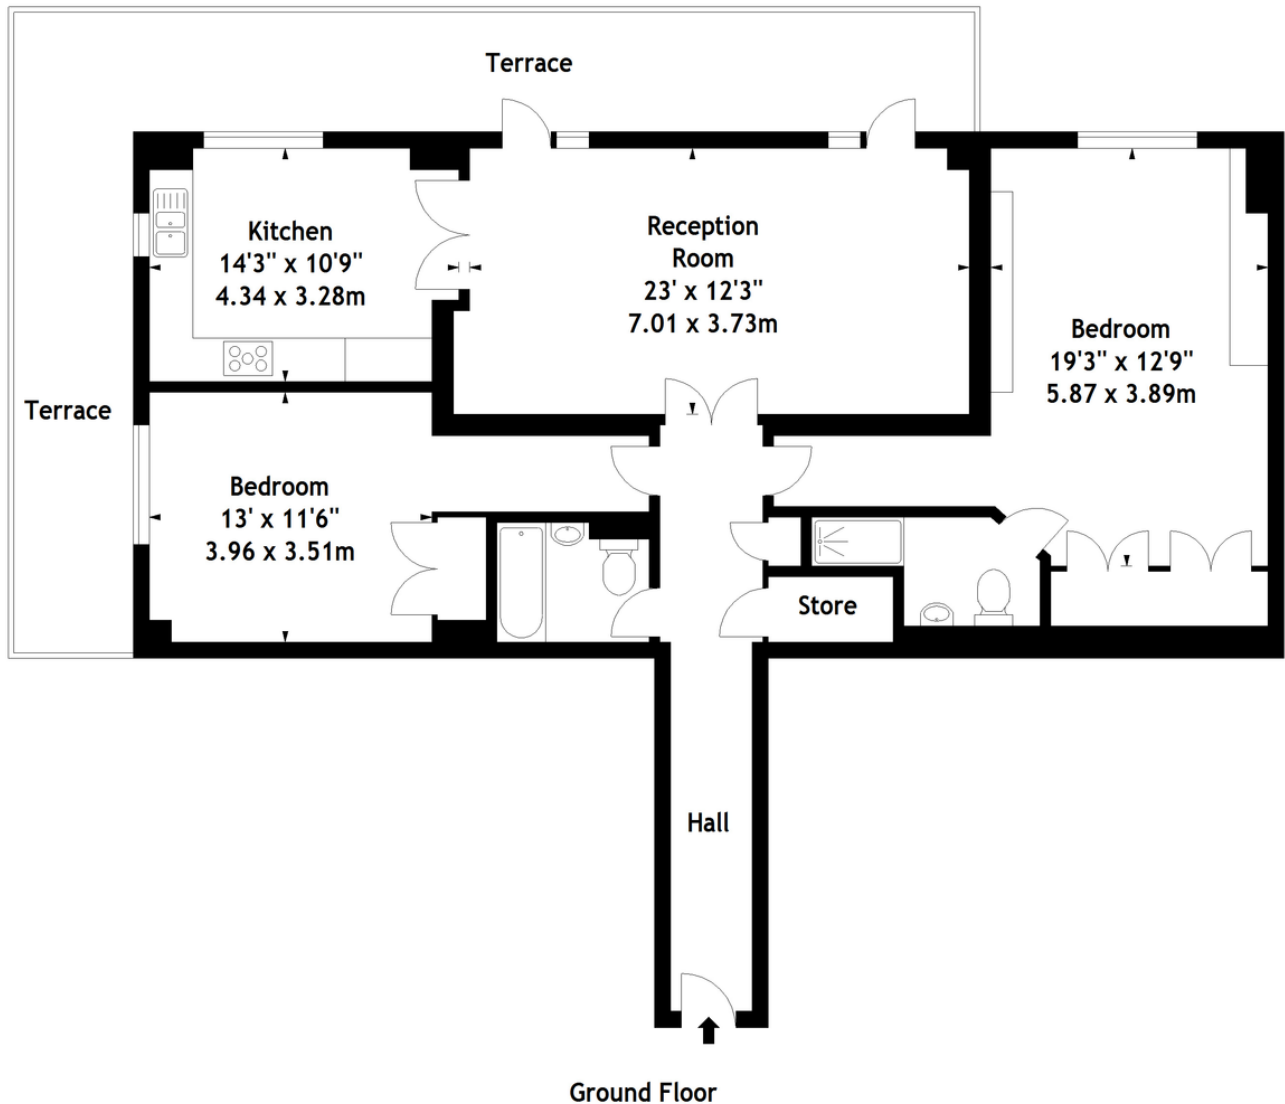 Terrace
Kitchen
14'3" x 10'9"
4.34 x 3.28m
Reception
Room
23' x 12'3"
7.01 x 3.73m
Bedroom
19'3" x 12'9"
5.87 x 3.89m
Terrace
Bedroom
13' x 11'6"
3.96 x 3.51m
Store
Hall
Ground Floor